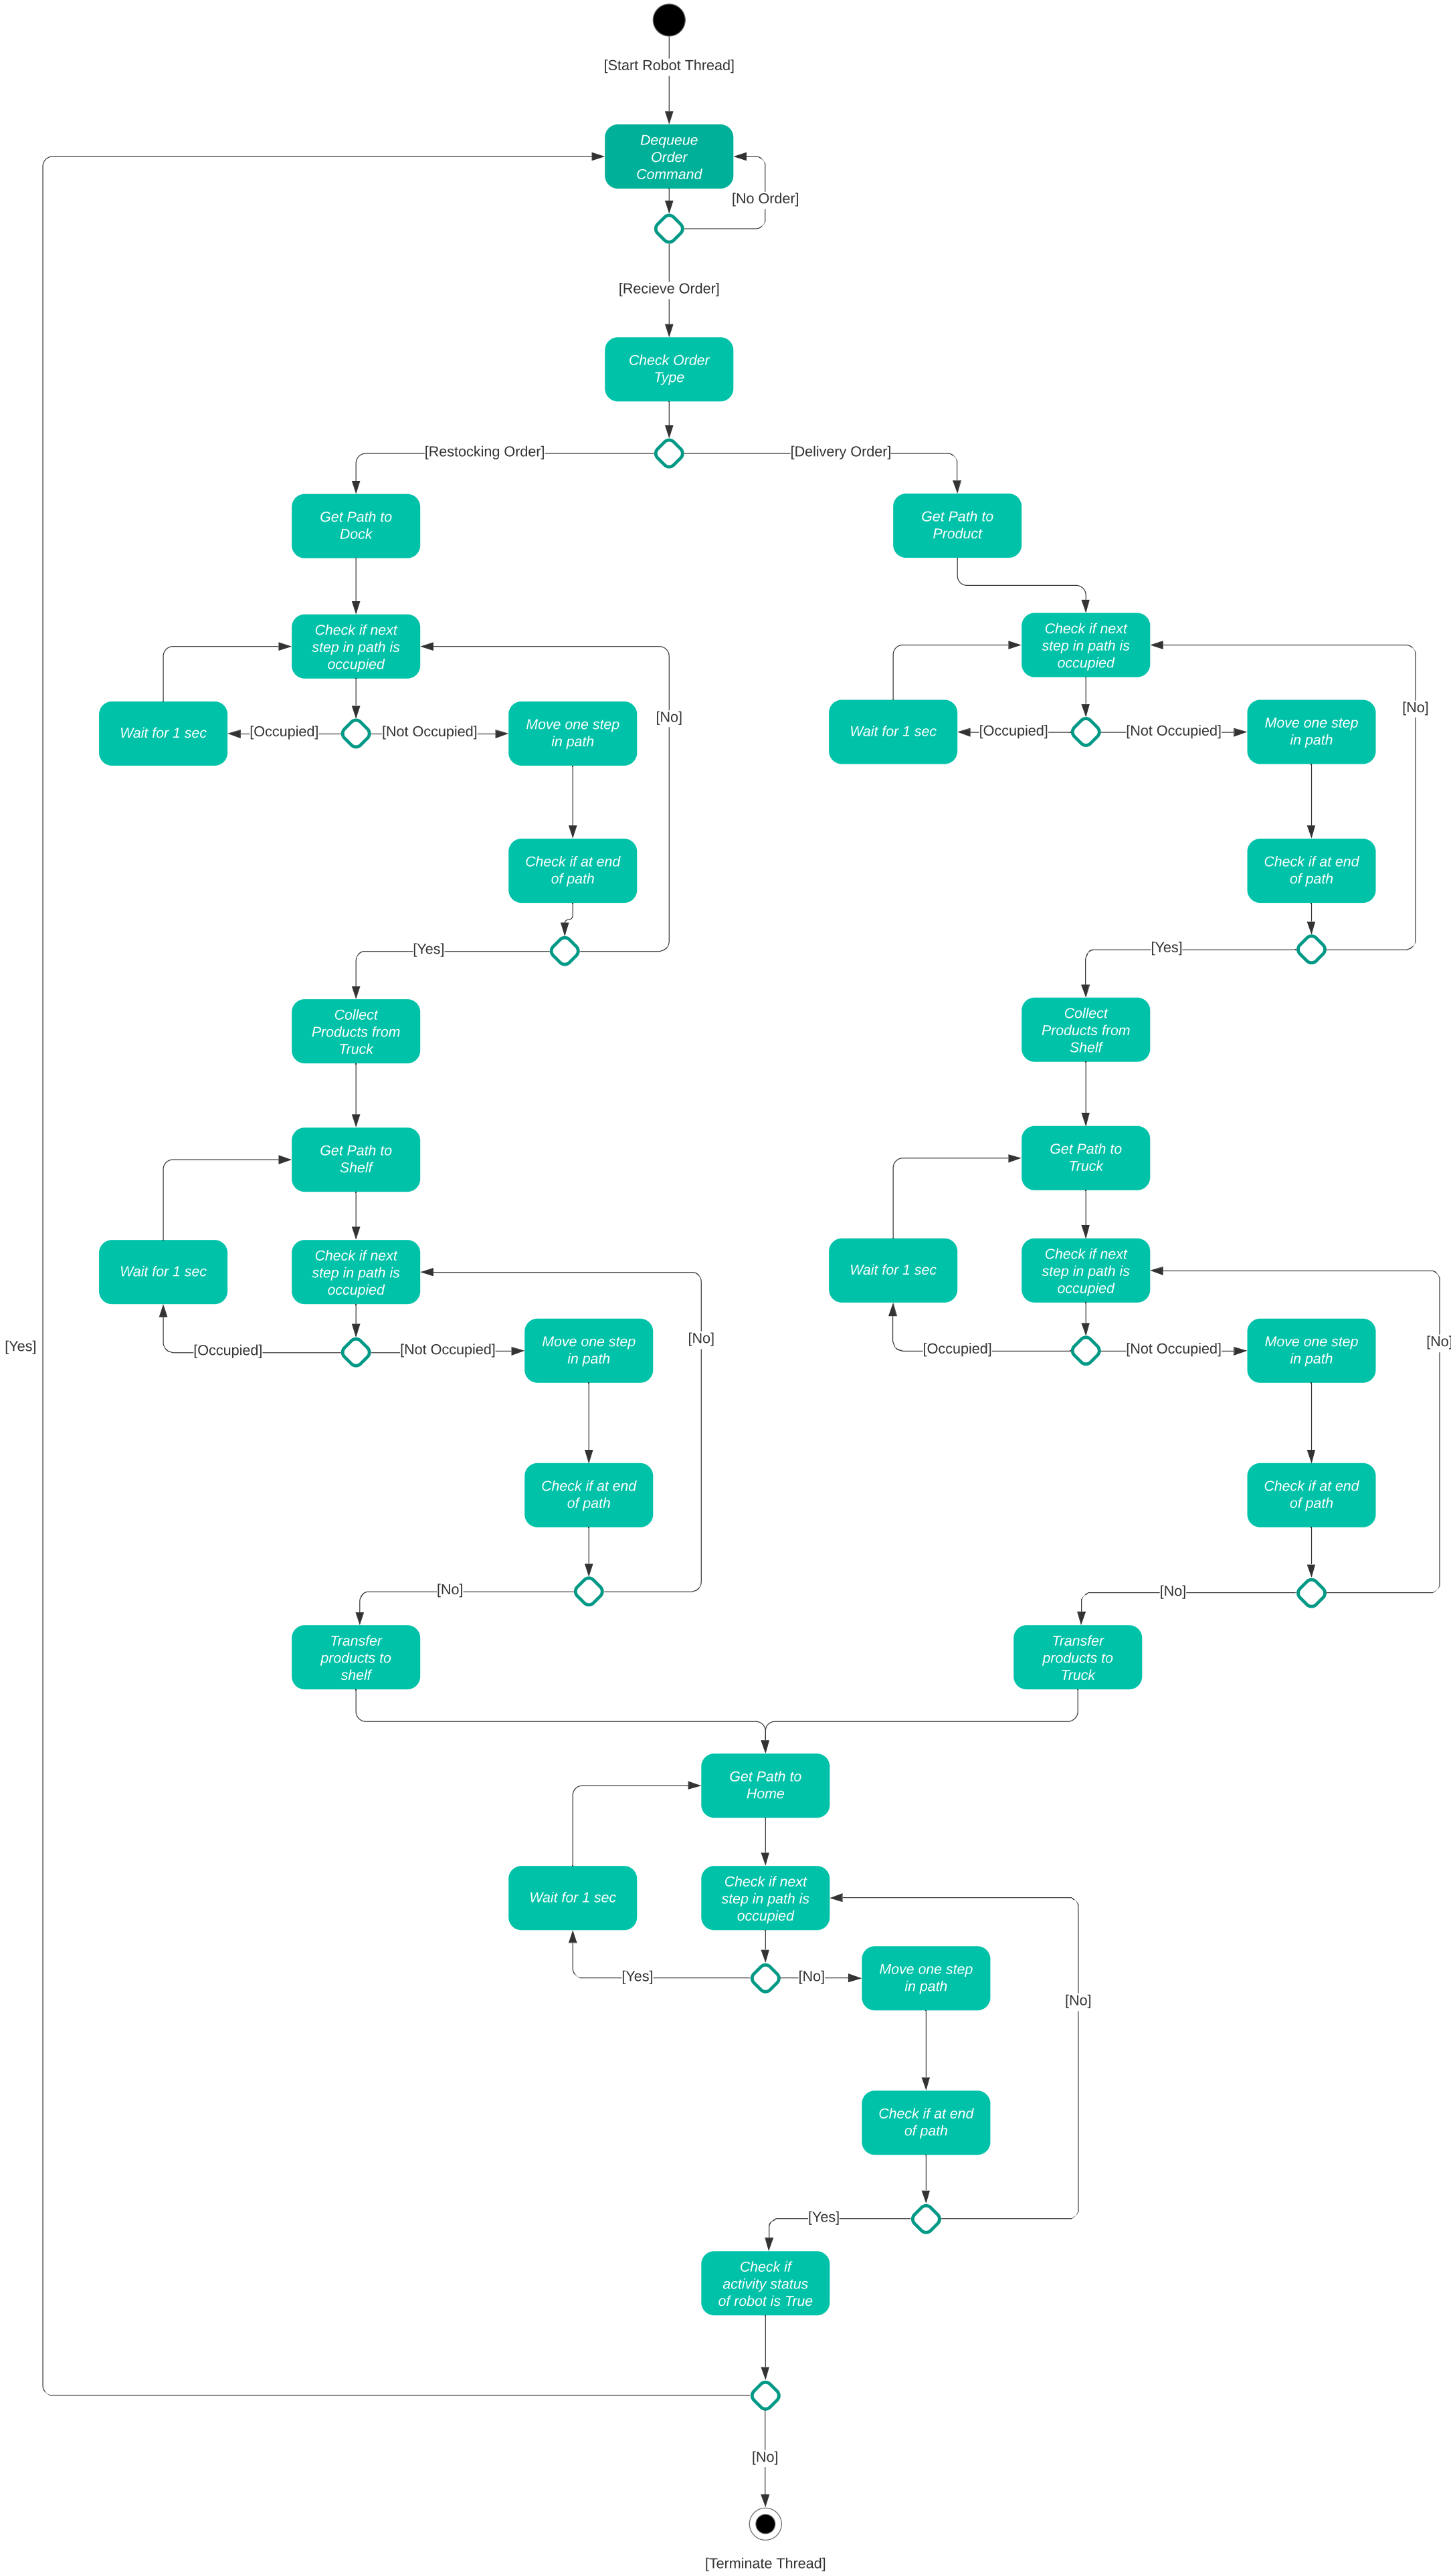 [Start Robot Thread]
Dequeue
Order
Command
[No Order]
[Recieve Order]
Check Order
Type
[Restocking Order]
[Delivery Order]
Get Path to
Dock
Get Path to
Product
Check if next
step in path is
occupied
Check if next
step in path is
occupied
Wait for 1 sec
[Occupied]
[Not Occupied]
Move one step
in path
[No]
Wait for 1 sec
[Occupied]
[Not Occupied]
Move one step
in path
[No]
Check if at end
of path
Check if at end
of path
[Yes]
[Yes]
Collect
Products from
Truck
Collect
Products from
Shelf
Get Path to
Shelf
Get Path to
Truck
Wait for 1 sec
Check if next
step in path is
occupied
Wait for 1 sec
Check if next
step in path is
occupied
[Yes]
[Occupied]
[Not Occupied]
Move one step
in path
[No]
[Occupied]
[Not Occupied]
Move one step
in path
[No]
Check if at end
of path
Check if at end
of path
[No]
[No]
Transfer
products to
shelf
Transfer
products to
Truck
Get Path to
Home
Wait for 1 sec
Check if next
step in path is
occupied
[Yes]
[No]
Move one step
in path
[No]
Check if at end
of path
[Yes]
Check if
activity status
of robot is True
[No]
[Terminate Thread]